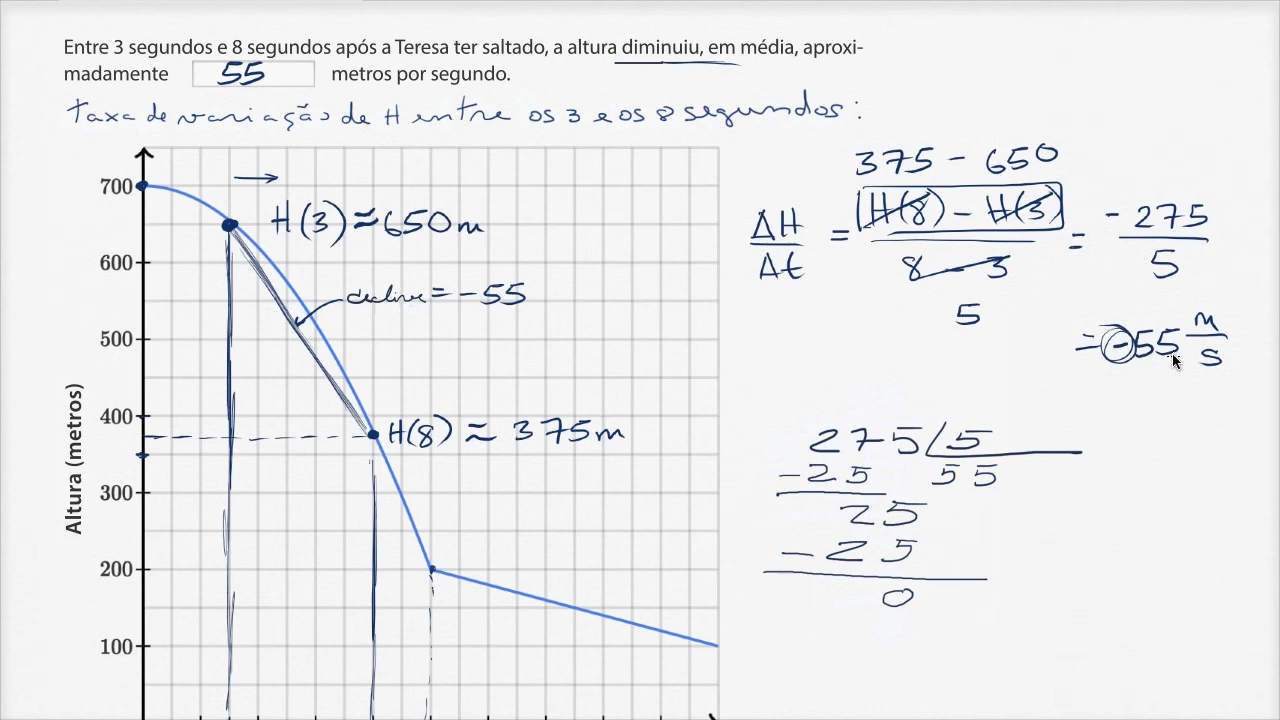 Entre 3 segundos e 8 segundos após a Teresa ter saltado, a altura diminuiu, em média, aproxi-
madamente 55 metros por segundo.
taxa de variação de H entre os 3 e os 8 segundos:
375 - 650
ΔH/Δt = H(8) - H(3) / 8 - 3 = -275/5
5
= -55 m/s
700
H(3) ≈ 650m
600
declive = -55
500
400
H(8) ≈ 375m
300
200
100
Altura (metros)
275 5
-25 55
25
-25
0